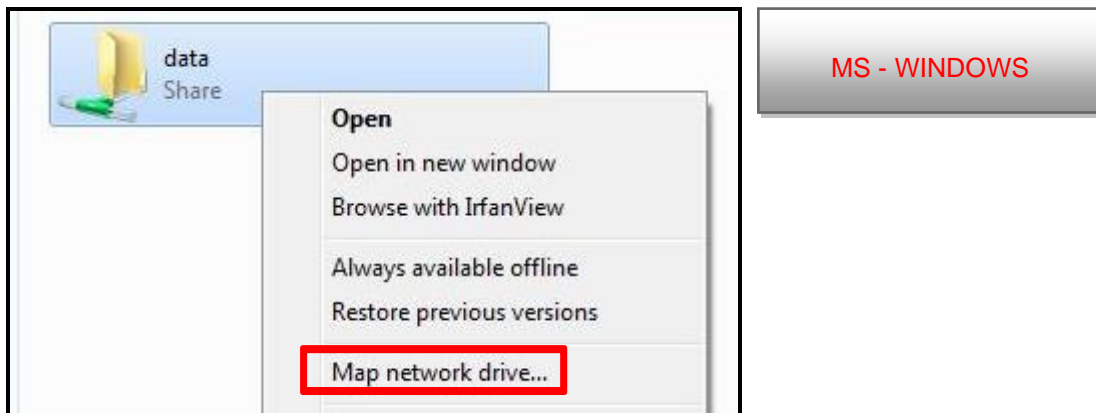 data
Share
Open
Open in new window
Browse with IrfanView
Always available offline
Restore previous versions
Map network drive...
MS - WINDOWS